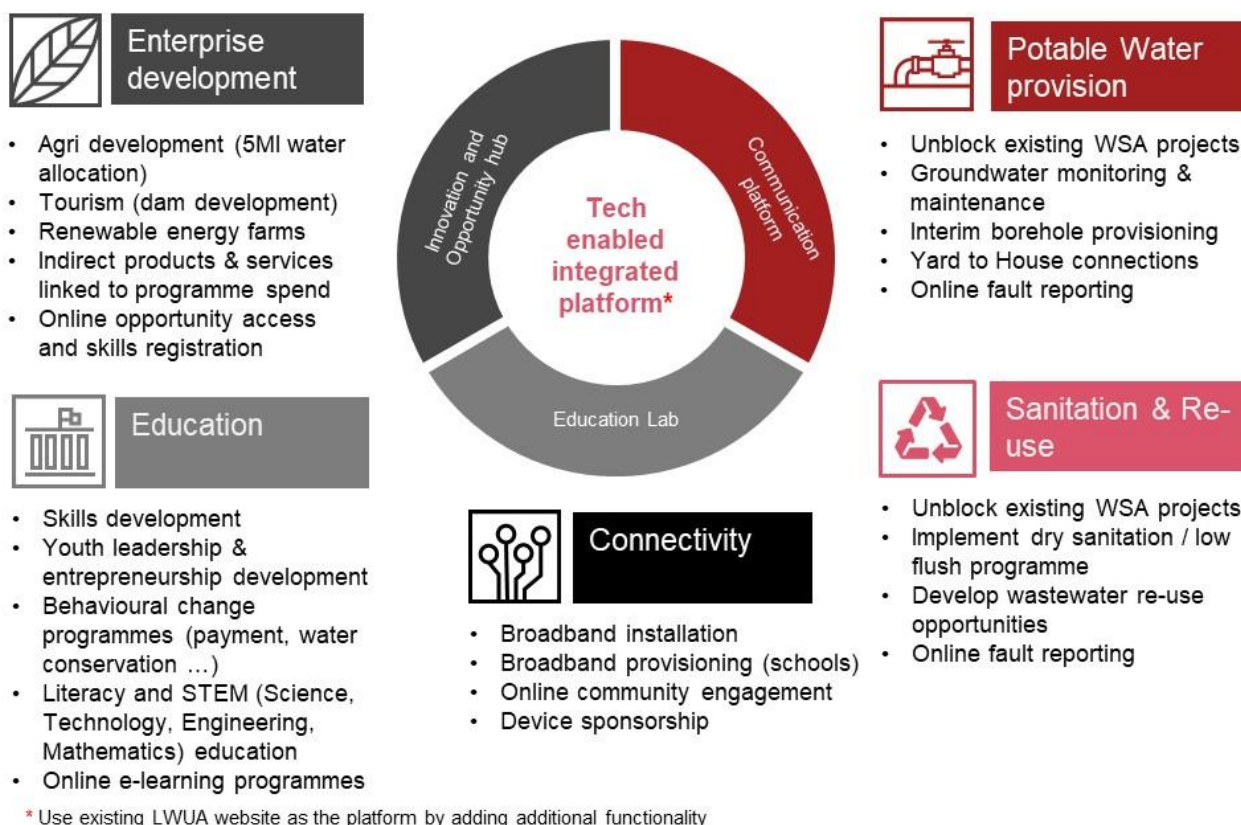 Enterprise
development
• Agri development (5Ml water
allocation)
• Tourism (dam development)
• Renewable energy farms
• Indirect products & services
linked to programme spend
• Online opportunity access
and skills registration
Education
• Skills development
• Youth leadership &
entrepreneurship development
• Behavioural change
programmes (payment, water
conservation ...)
• Literacy and STEM (Science,
Technology, Engineering,
Mathematics) education
• Online e-learning programmes
Innovation and
Opportunity hub
Communication
platform
Tech
enabled
integrated
platform*
Education Lab
Connectivity
• Broadband installation
• Broadband provisioning (schools)
• Online community engagement
• Device sponsorship
Potable Water
provision
• Unblock existing WSA projects
• Groundwater monitoring &
maintenance
• Interim borehole provisioning
• Yard to House connections
• Online fault reporting
Sanitation & Re-
use
• Unblock existing WSA projects
• Implement dry sanitation / low
flush programme
• Develop wastewater re-use
opportunities
• Online fault reporting
* Use existing LWUA website as the platform by adding additional functionality